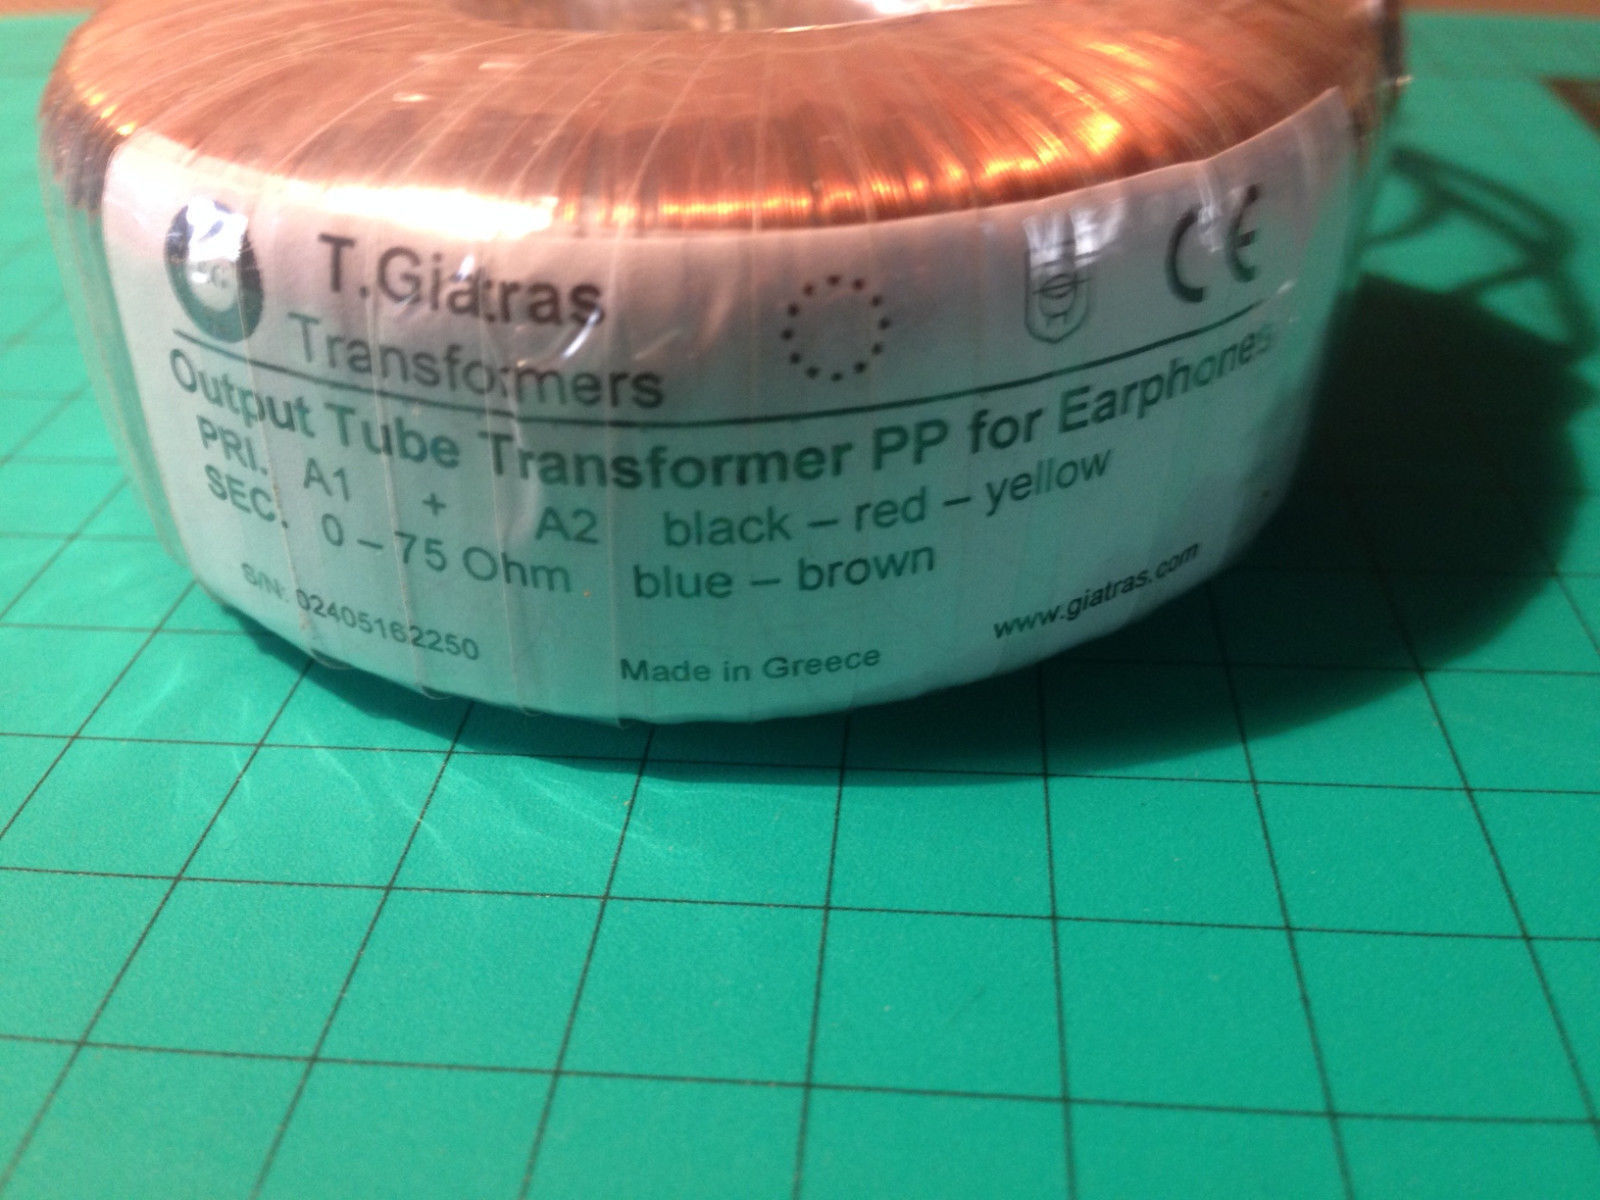 T.Giatras
Transformers
CE
Output Tube Transformer PP for Earphones
PRI. A1 + A2 black – red – yellow
SEC. 0 – 75 Ohm blue – brown
S/N: 02405162250
www.giatras.com
Made in Greece